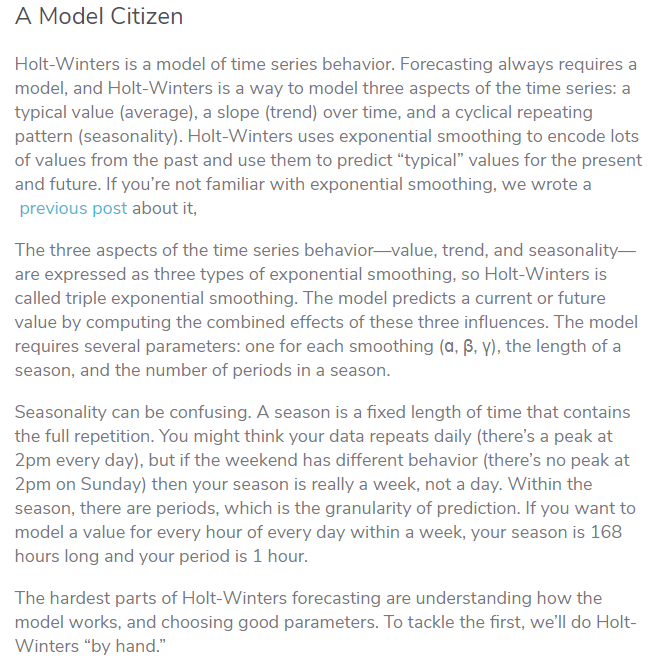 A Model Citizen
Holt-Winters is a model of time series behavior. Forecasting always requires a
model, and Holt-Winters is a way to model three aspects of the time series: a
typical value (average), a slope (trend) over time, and a cyclical repeating
pattern (seasonality). Holt-Winters uses exponential smoothing to encode lots
of values from the past and use them to predict “typical” values for the present
and future. If you’re not familiar with exponential smoothing, we wrote a
previous post about it,
The three aspects of the time series behavior—value, trend, and seasonality—
are expressed as three types of exponential smoothing, so Holt-Winters is
called triple exponential smoothing. The model predicts a current or future
value by computing the combined effects of these three influences. The model
requires several parameters: one for each smoothing (α, β, γ), the length of a
season, and the number of periods in a season.
Seasonality can be confusing. A season is a fixed length of time that contains
the full repetition. You might think your data repeats daily (there’s a peak at
2pm every day), but if the weekend has different behavior (there’s no peak at
2pm on Sunday) then your season is really a week, not a day. Within the
season, there are periods, which is the granularity of prediction. If you want to
model a value for every hour of every day within a week, your season is 168
hours long and your period is 1 hour.
The hardest parts of Holt-Winters forecasting are understanding how the
model works, and choosing good parameters. To tackle the first, we’ll do Holt-
Winters “by hand.”